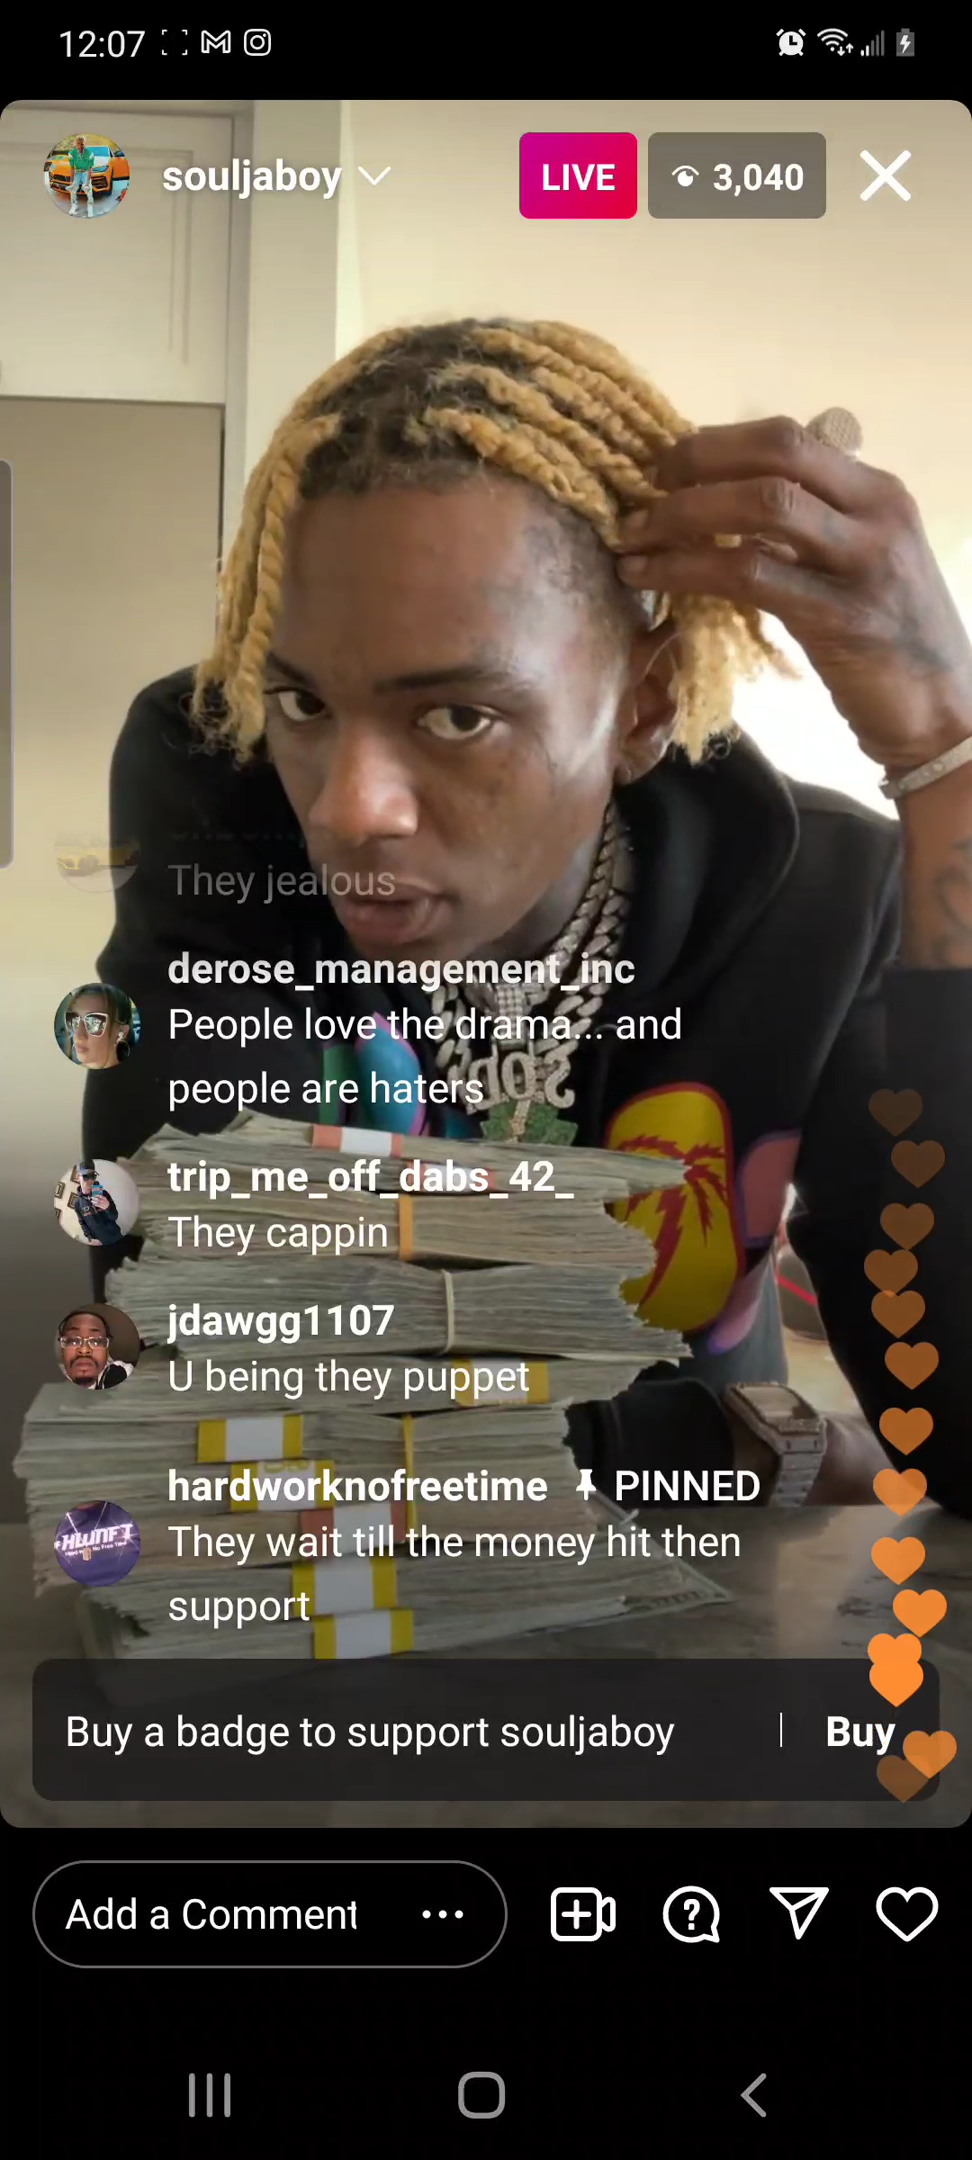 12:07
souljaboy
LIVE
3,040
They jealous
derose_management_inc
People love the drama... and
people are haters
trip_me_off_dabs_42_
They cappin
jdawgg1107
U being they puppet
hardworknofreetime PINNED
They wait till the money hit then
support
HWNFT
Buy a badge to support souljaboy | Buy
Add a Comment